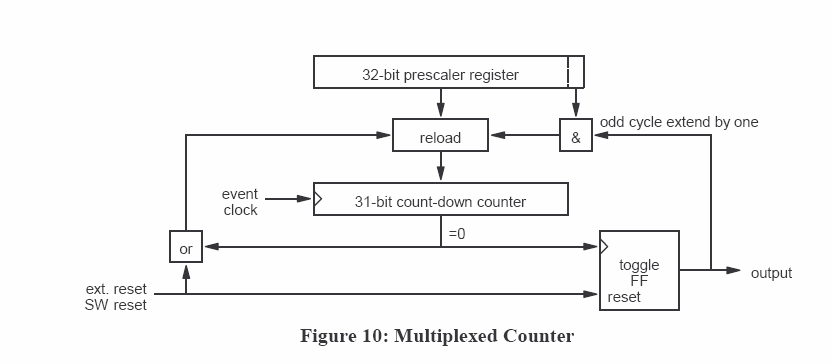 32-bit prescaler register
odd cycle extend by one
reload
&
event
clock
31-bit count-down counter
=0
or
toggle
FF
reset
output
ext. reset
SW reset
Figure 10: Multiplexed Counter